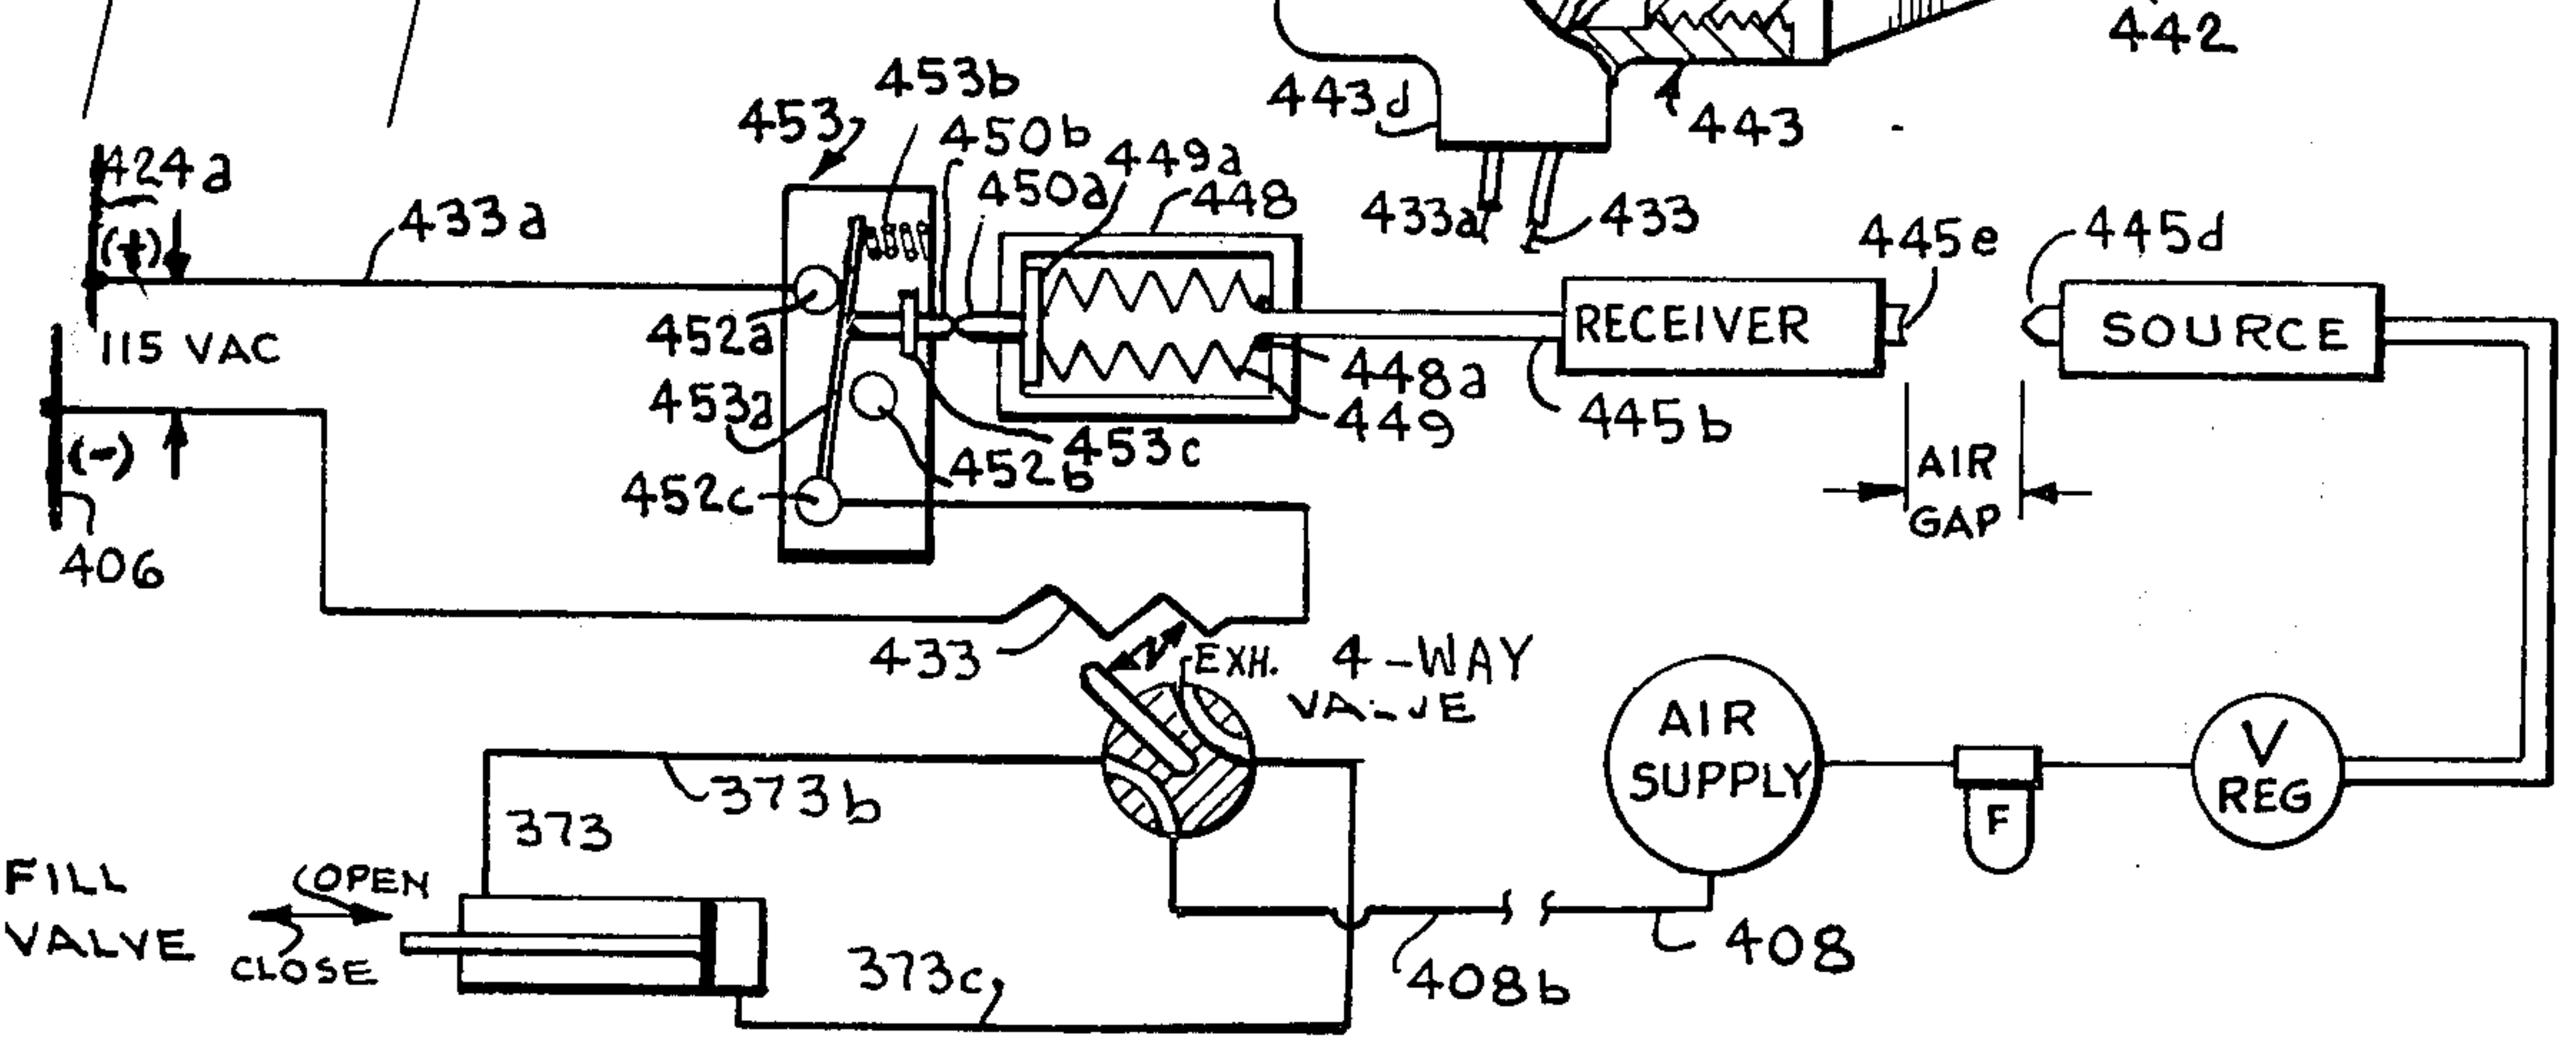 442
453b
443d
453
443
450b
424a
449a
450a
448
433a
433a
433
445e
445d
(+)
452a
RECEIVER
SOURCE
115 VAC
448a
453a
449
445b
(-)
453c
452b
AIR
GAP
452c
406
433
EXH.
4-WAY
VALVE
AIR
SUPPLY
V
REG
373b
F
373
FILL
VALVE
OPEN
CLOSE
373c
408
408b